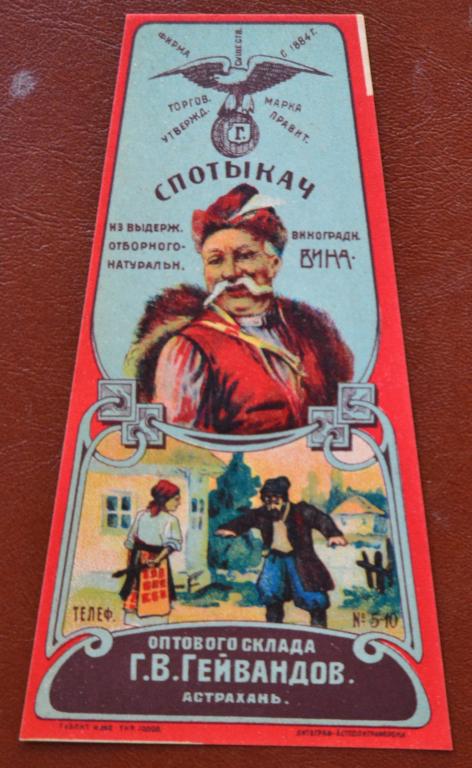 ФИРМА СУЩЕСТВ. С 1884 Г.
ТОРГОВ. МАРКА
УТВЕРЖД. ПРАВИТ.
Г.
СПОТЫКАЧ
ИЗ ВЫДЕРЖ. ВИНОГРАДН.
ОТБОРНОГО- ВИНА.
НАТУРАЛЬН.
ТЕЛЕФ. № 5-10
ОПТОВОГО СКЛАДА
Г.В.ГЕЙВАНДОВ.
АСТРАХАНЬ.